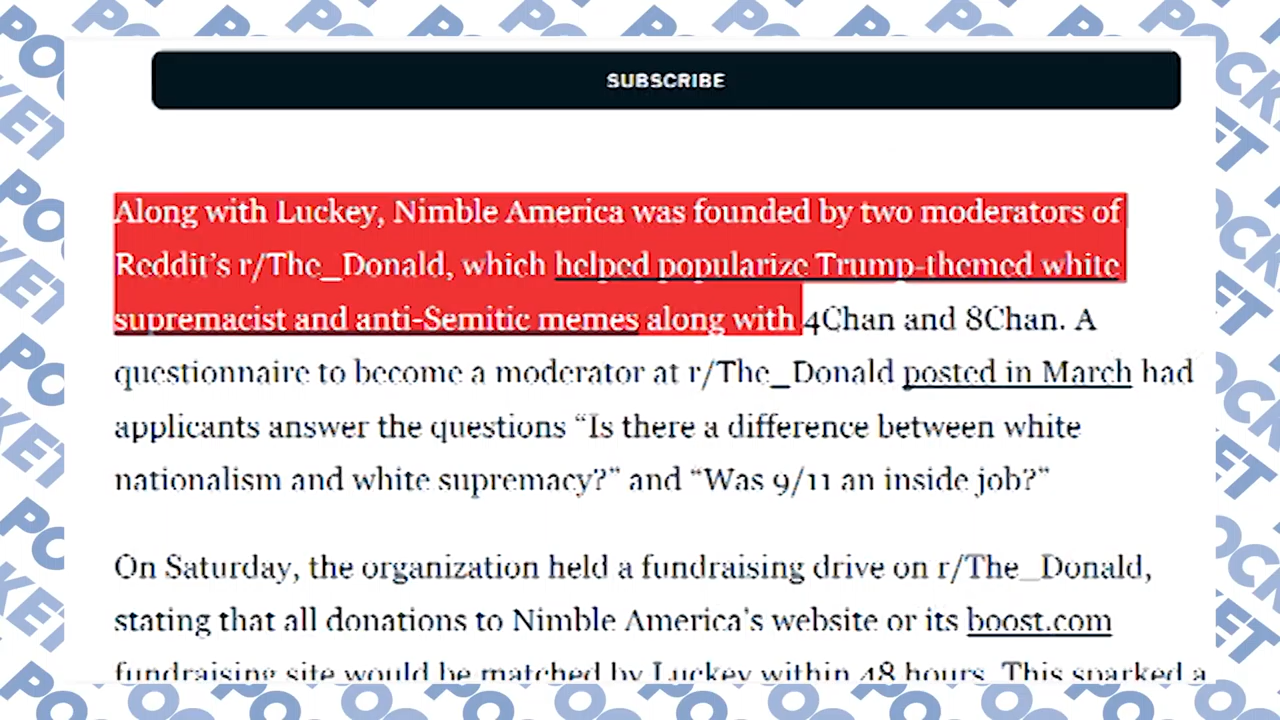 SUBSCRIBE
Along with Luckey, Nimble America was founded by two moderators of
Reddit's r/The_Donald, which helped popularize Trump-themed white
supremacist and anti-Semitic memes along with 4Chan and 8Chan. A
questionnaire to become a moderator at r/The_Donald posted in March had
applicants answer the questions “Is there a difference between white
nationalism and white supremacy?” and “Was 9/11 an inside job?”
On Saturday, the organization held a fundraising drive on r/The_Donald,
stating that all donations to Nimble America's website or its boost.com
fundraising site would be matched by Luckey within 48 hours. This sparked a
POCKET